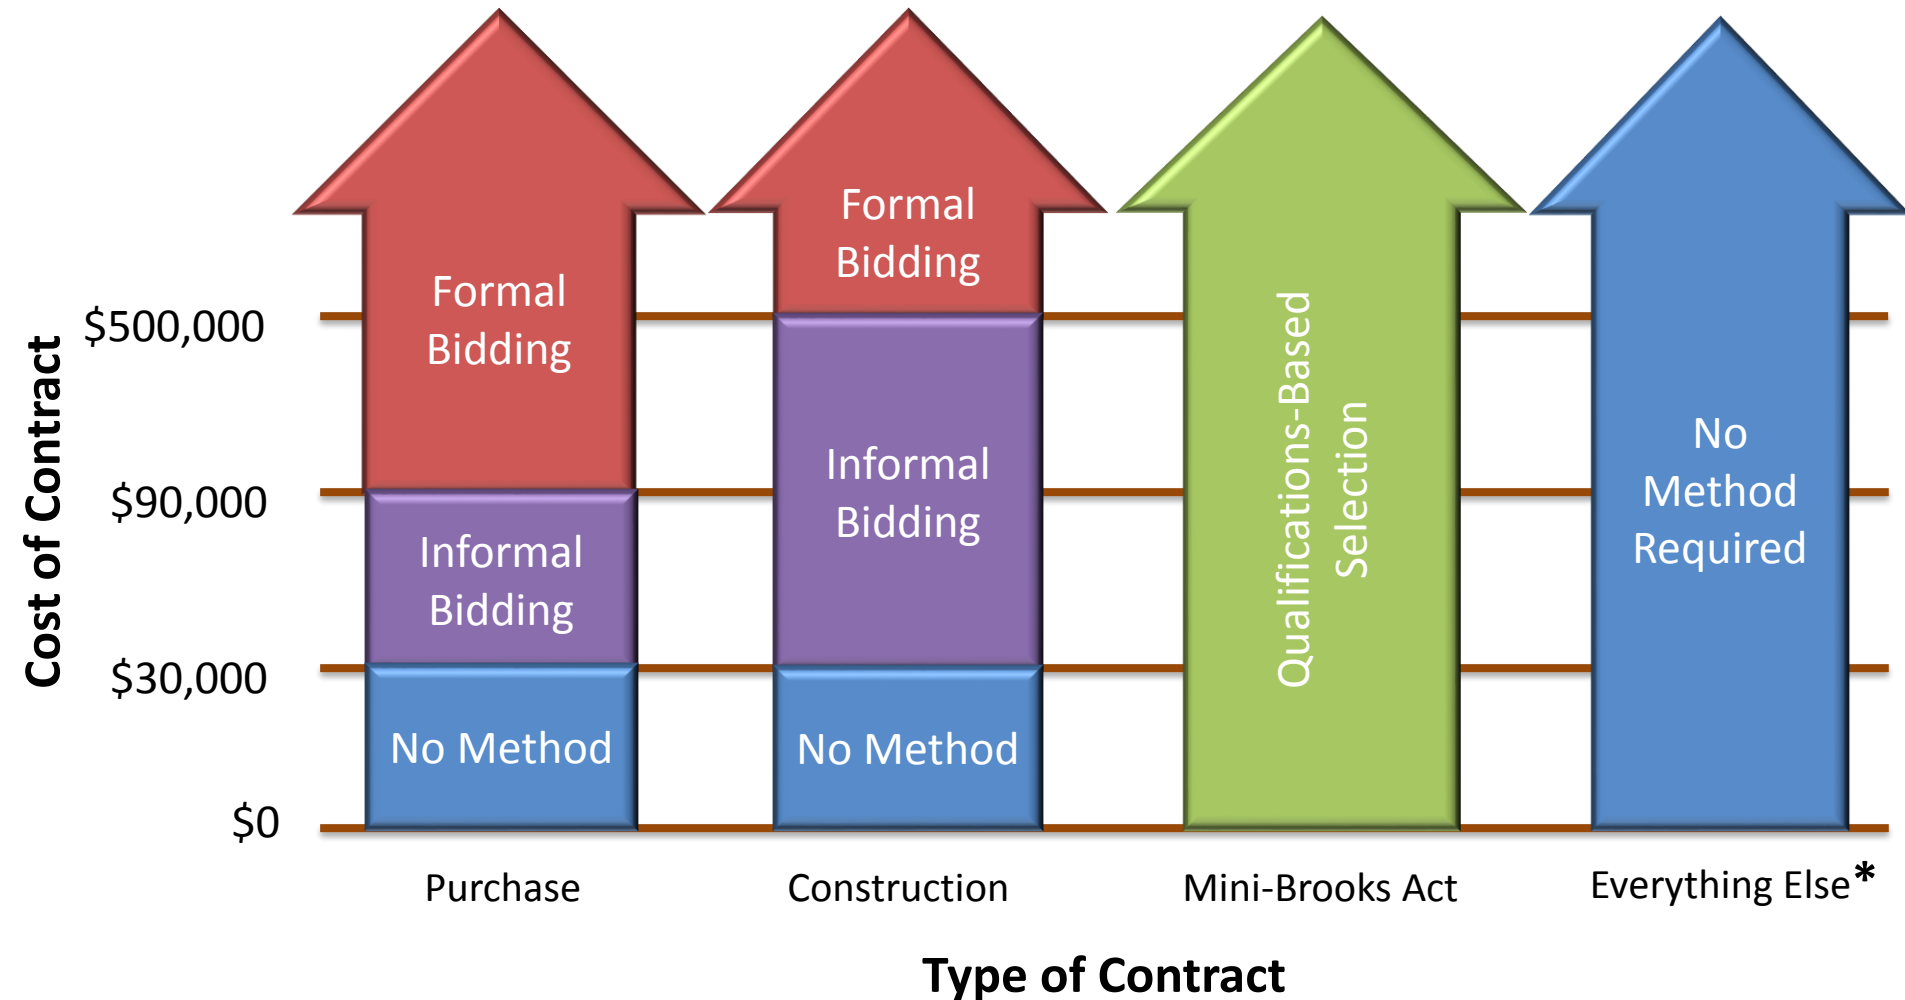 Cost of Contract
$500,000
$90,000
$30,000
$0
Formal
Bidding
Informal
Bidding
No Method
Formal
Bidding
Informal
Bidding
No Method
Qualifications-Based
Selection
No
Method
Required
Purchase
Construction
Mini-Brooks Act
Everything Else*
Type of Contract